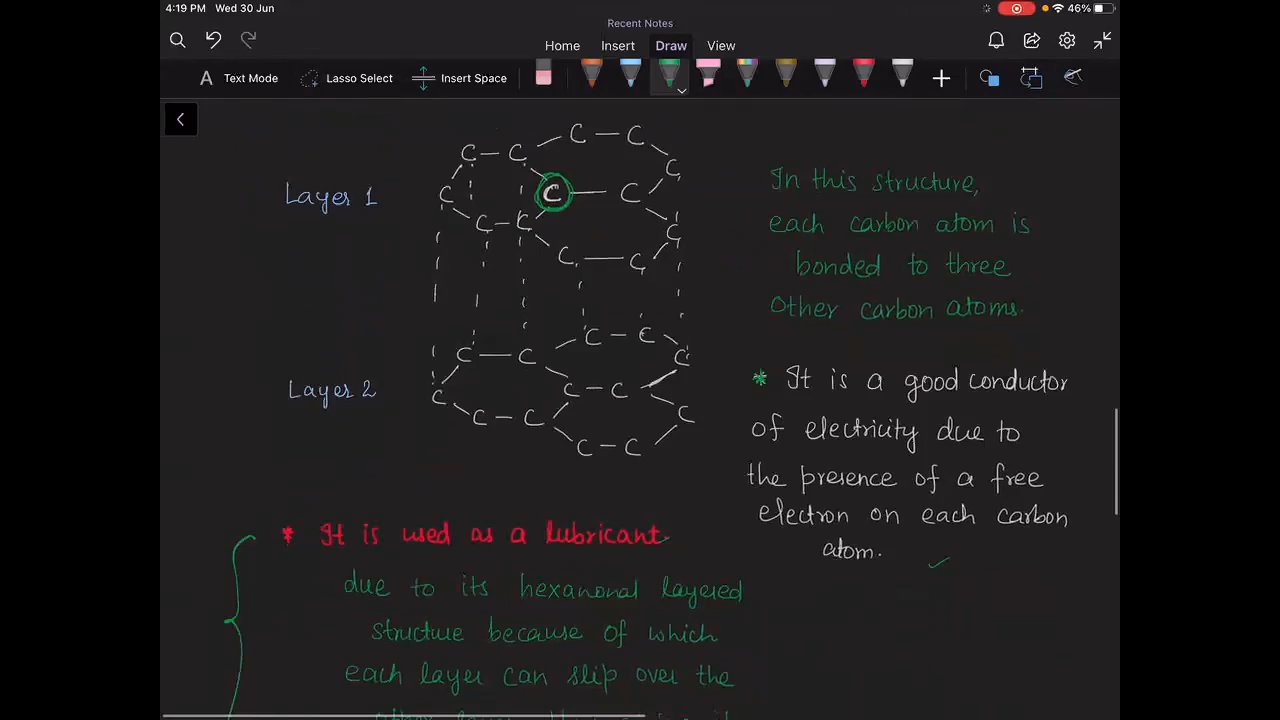 4:19 PM Wed 30 Jun
46%
Recent Notes
Home Insert Draw View
A Text Mode Lasso Select Insert Space
C — C
C — C
C
Layer 1
C
C — C
C — C
C
C — C
In this structure,
each carbon atom is
bonded to three
Other carbon atoms.
C — C
C — C
C
Layer 2
C — C
C
C — C
C
C — C
* It is a good conductor
of electricity due to
the presence of a free
electron on each carbon
atom.
* It is used as a lubricant.
due to its hexanonal layered
structure because of which
each layer can slip over the